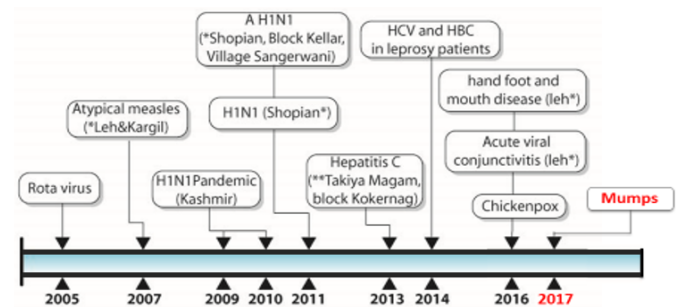 A H1N1
(*Shopian, Block Kellar,
Village Sangerwani)
HCV and HBC
in leprosy patients
hand foot and
mouth disease (leh*)
Atypical measles
(*Leh&Kargil)
H1N1 (Shopian*)
Acute viral
conjunctivitis (leh*)
Rota virus
H1N1Pandemic
(Kashmir)
Hepatitis C
(**Takiya Magam,
block Kokernag)
Chickenpox
Mumps
2005 2007 2009 2010 2011 2013 2014 2016 2017